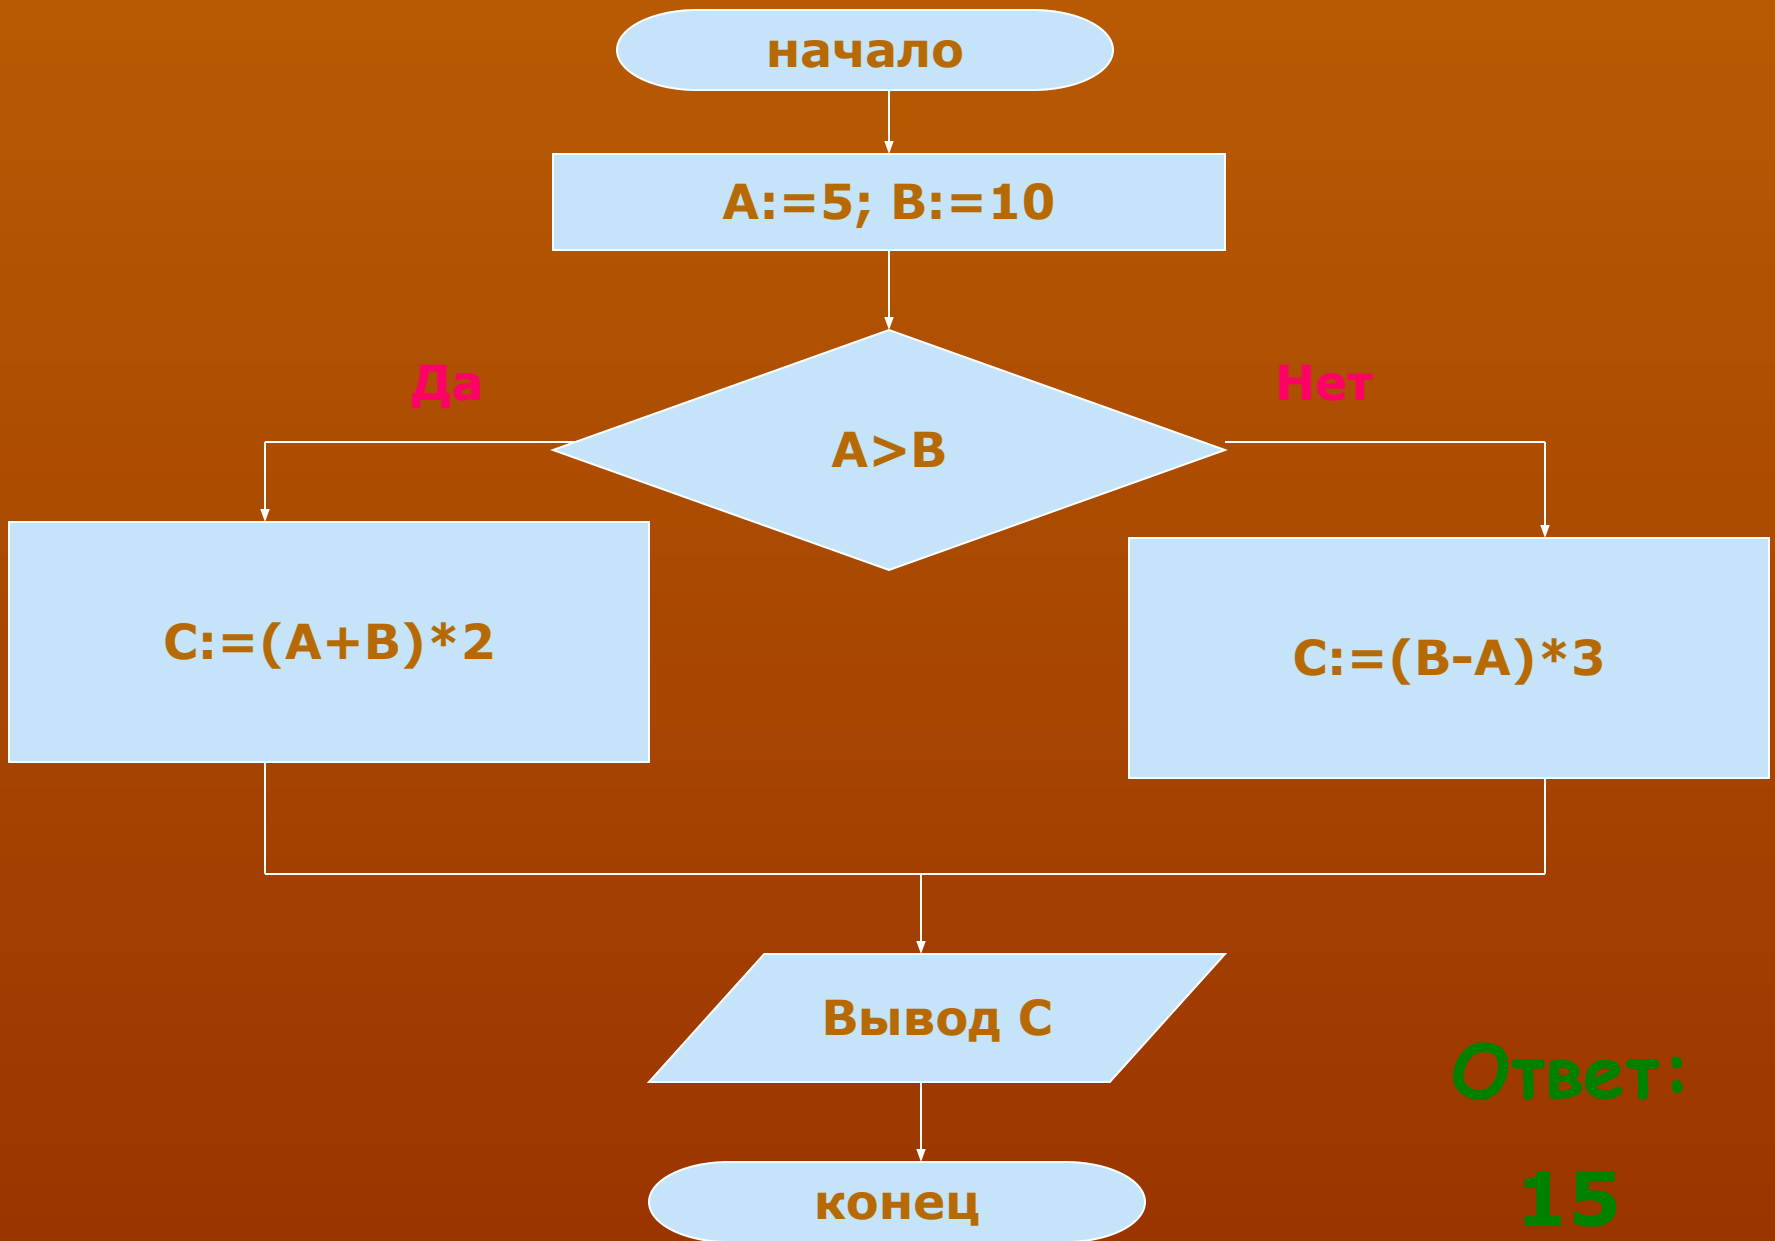 начало
A:=5; B:=10
Да
Нет
A>B
C:=(A+B)*2
C:=(B-A)*3
Вывод С
Ответ:
15
конец